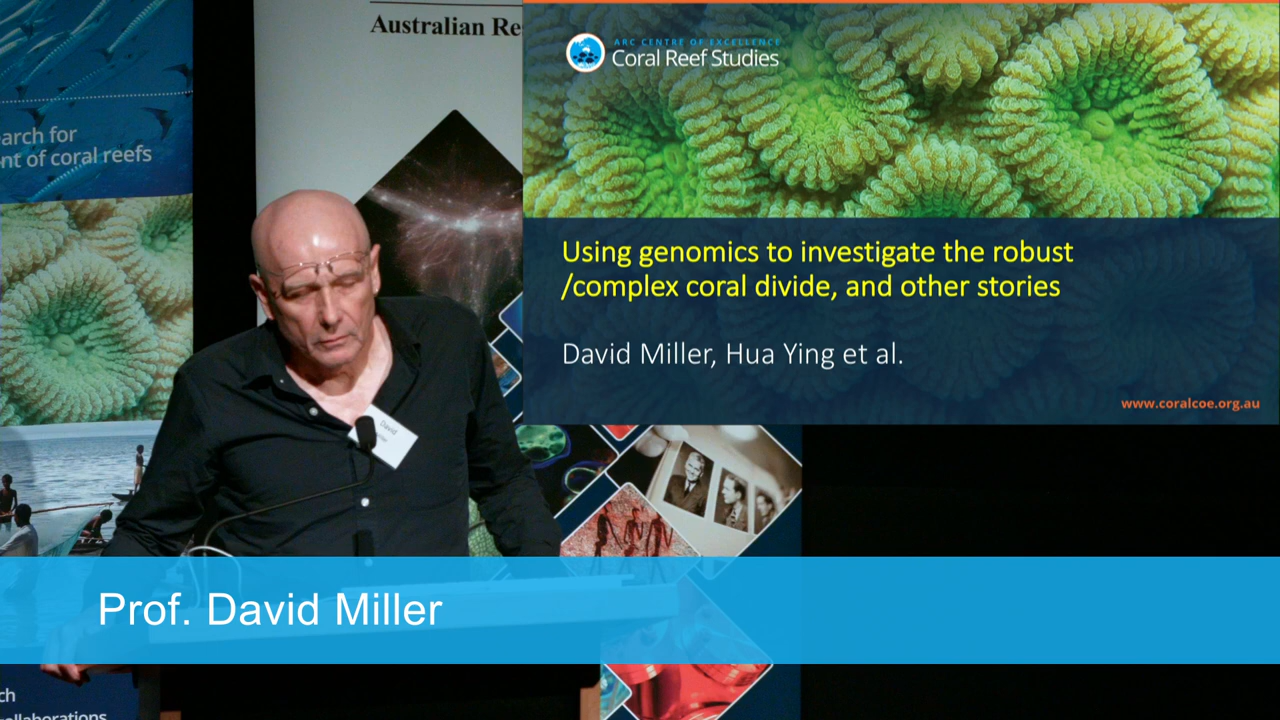 Australian Re
ARC CENTRE OF EXCELLENCE
Coral Reef Studies
earch for
nt of coral reefs
Using genomics to investigate the robust
/complex coral divide, and other stories
David Miller, Hua Ying et al.
www.coralcoe.org.au
David
Prof. David Miller
ch
ollaborations